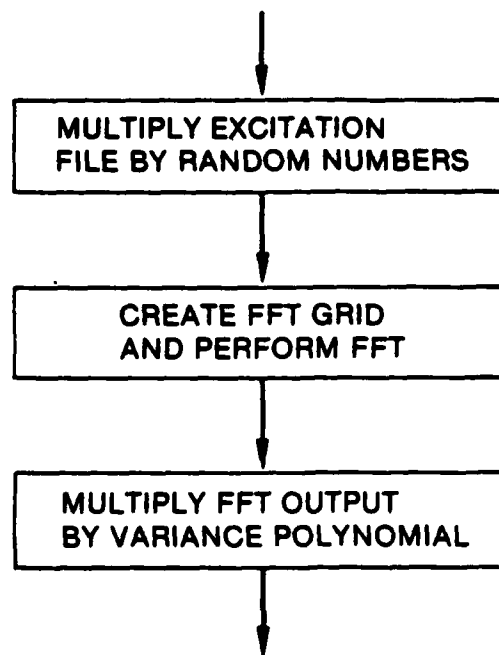 MULTIPLY EXCITATION
FILE BY RANDOM NUMBERS
CREATE FFT GRID
AND PERFORM FFT
MULTIPLY FFT OUTPUT
BY VARIANCE POLYNOMIAL